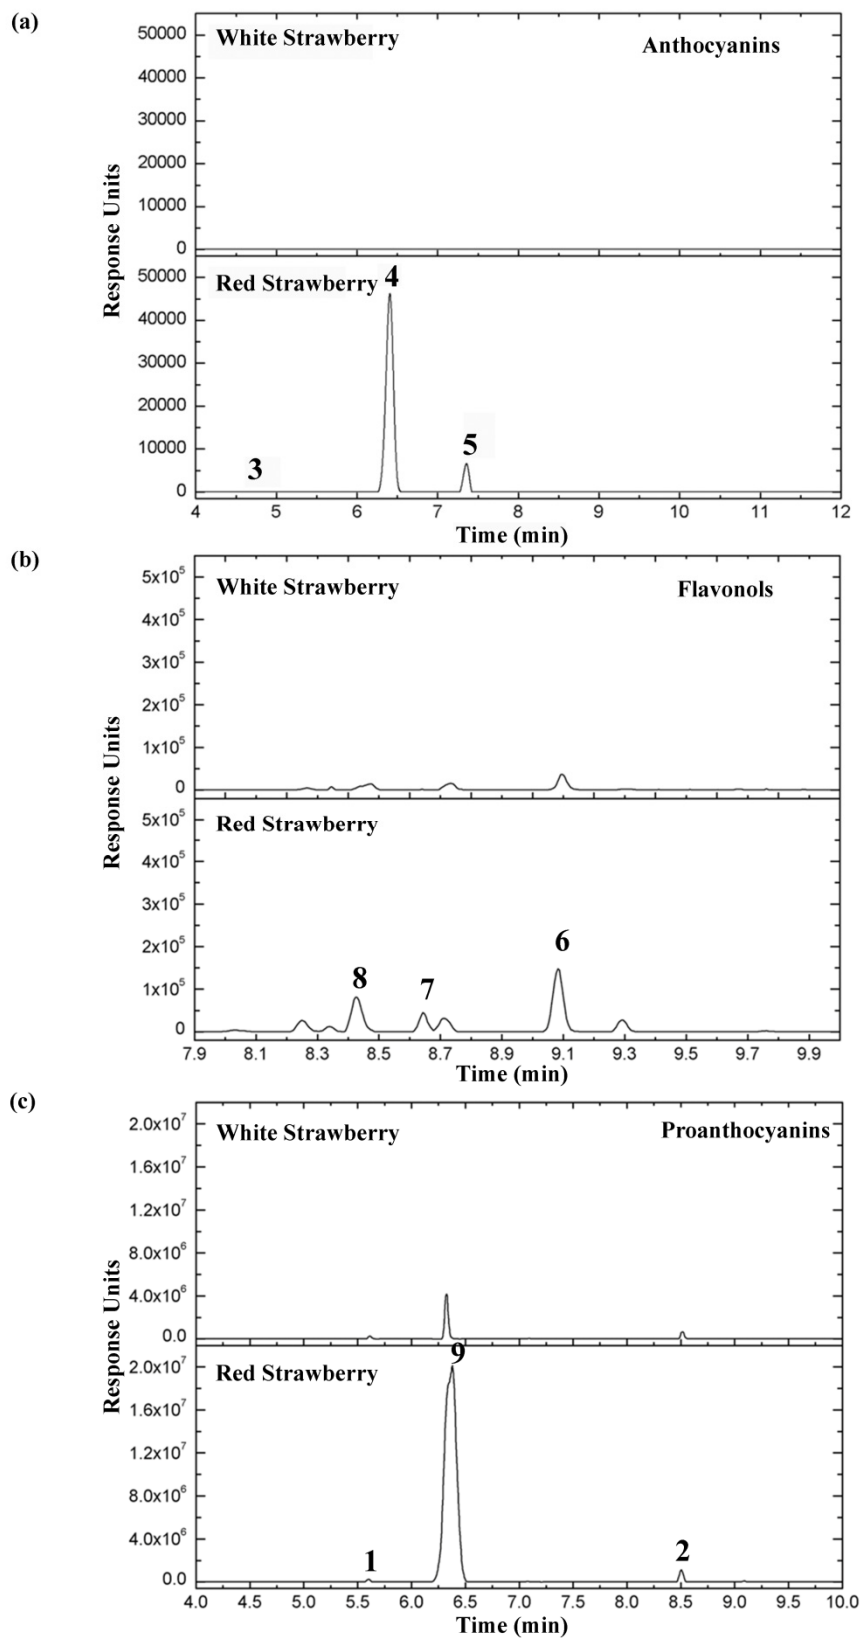 (a)
White Strawberry
Anthocyanins
50000
40000
30000
20000
10000
0
Response Units
Red Strawberry
4
50000
40000
30000
20000
10000
0
3
5
4 5 6 7 8 9 10 11 12
Time (min)
(b)
White Strawberry
Flavonols
5x10⁵
4x10⁵
3x10⁵
2x10⁵
1x10⁵
0
Response Units
Red Strawberry
5x10⁵
4x10⁵
3x10⁵
2x10⁵
1x10⁵
0
8
7
6
7.9 8.1 8.3 8.5 8.7 8.9 9.1 9.3 9.5 9.7 9.9
Time (min)
(c)
White Strawberry
Proanthocyanins
2.0x10⁷
1.6x10⁷
1.2x10⁷
8.0x10⁶
4.0x10⁶
0.0
Response Units
Red Strawberry
9
2.0x10⁷
1.6x10⁷
1.2x10⁷
8.0x10⁶
4.0x10⁶
0.0
1
2
4.0 4.5 5.0 5.5 6.0 6.5 7.0 7.5 8.0 8.5 9.0 9.5 10.0
Time (min)